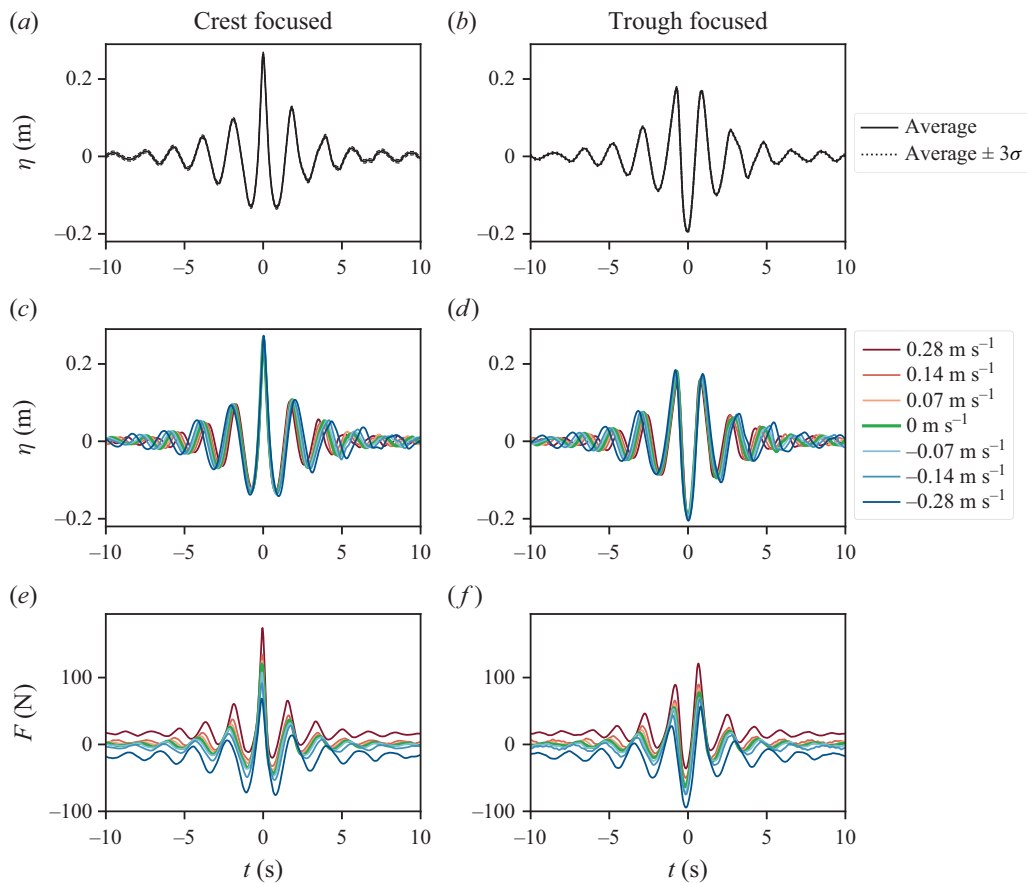 (a) Crest focused
(b) Trough focused
0.2
0
–0.2
η (m)
–10 –5 0 5 10
0.2
0
–0.2
η (m)
–10 –5 0 5 10
Average
Average ± 3σ
(c)
(d)
0.2
0
–0.2
η (m)
–10 –5 0 5 10
0.2
0
–0.2
η (m)
–10 –5 0 5 10
0.28 m s⁻¹
0.14 m s⁻¹
0.07 m s⁻¹
0 m s⁻¹
–0.07 m s⁻¹
–0.14 m s⁻¹
–0.28 m s⁻¹
(e)
(f)
100
0
–100
F (N)
–10 –5 0 5 10
t (s)
100
0
–100
F (N)
–10 –5 0 5 10
t (s)